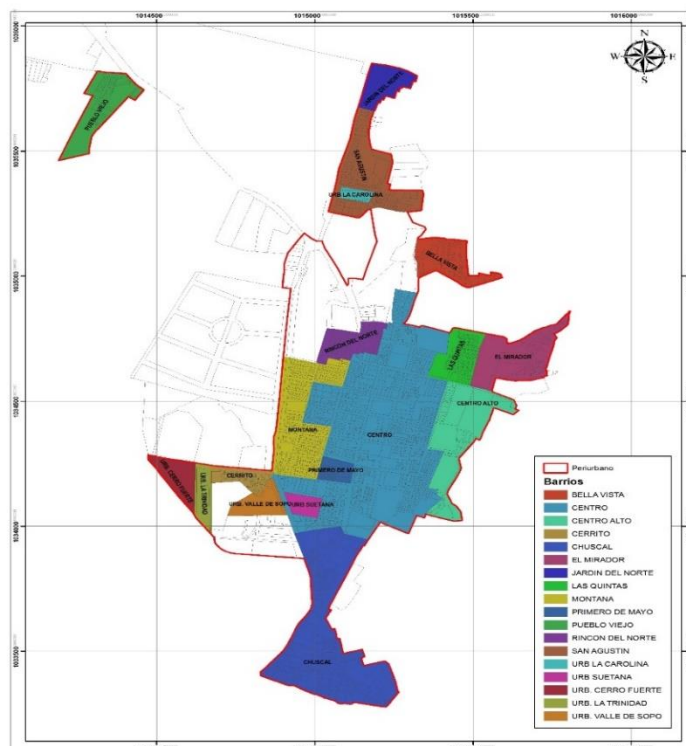 1014500 1015000 1015500 1016000
N
W E
S
JARDIN DEL NORTE
PUEBLO VIEJO
SAN AGUSTIN
URB LA CAROLINA
BELLA VISTA
1035000
RINCON DEL NORTE
LAS QUINTAS
EL MIRADOR
CENTRO ALTO
MONTANA
CENTRO
PRIMERO DE MAYO
URB. CERRO FUERTE
URB. LA TRINIDAD
CERRITO
URB. VALLE DE SOPO
URB SUETANA
1034000
1033500
CHUSCAL
Periurbano
Barrios
BELLA VISTA
CENTRO
CENTRO ALTO
CERRITO
CHUSCAL
EL MIRADOR
JARDIN DEL NORTE
LAS QUINTAS
MONTANA
PRIMERO DE MAYO
PUEBLO VIEJO
RINCON DEL NORTE
SAN AGUSTIN
URB LA CAROLINA
URB SUETANA
URB. CERRO FUERTE
URB. LA TRINIDAD
URB. VALLE DE SOPO